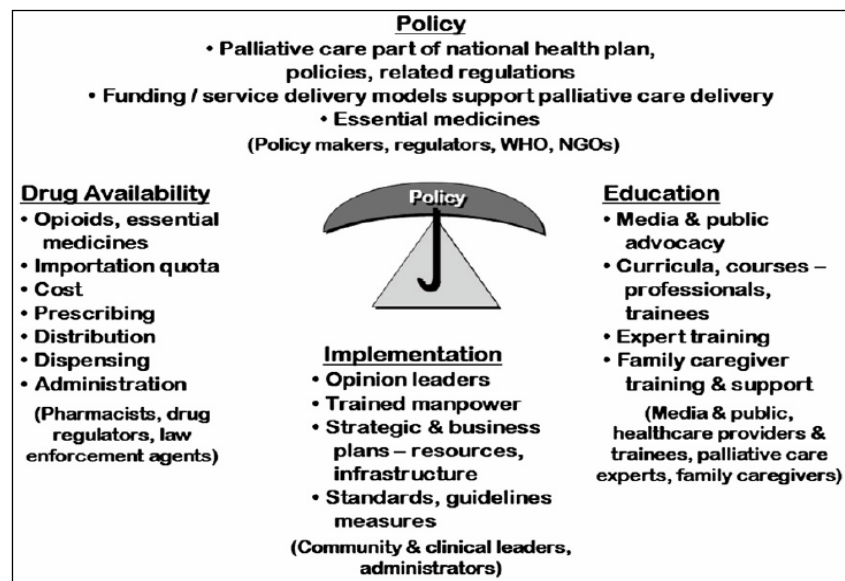 Policy
• Palliative care part of national health plan,
policies, related regulations
• Funding / service delivery models support palliative care delivery
• Essential medicines
(Policy makers, regulators, WHO, NGOs)
Drug Availability
• Opioids, essential
medicines
• Importation quota
• Cost
• Prescribing
• Distribution
• Dispensing
• Administration
(Pharmacists, drug
regulators, law
enforcement agents)
Policy
Implementation
• Opinion leaders
• Trained manpower
• Strategic & business
plans – resources,
infrastructure
• Standards, guidelines
measures
(Community & clinical leaders,
administrators)
Education
• Media & public
advocacy
• Curricula, courses –
professionals,
trainees
• Expert training
• Family caregiver
training & support
(Media & public,
healthcare providers &
trainees, palliative care
experts, family caregivers)